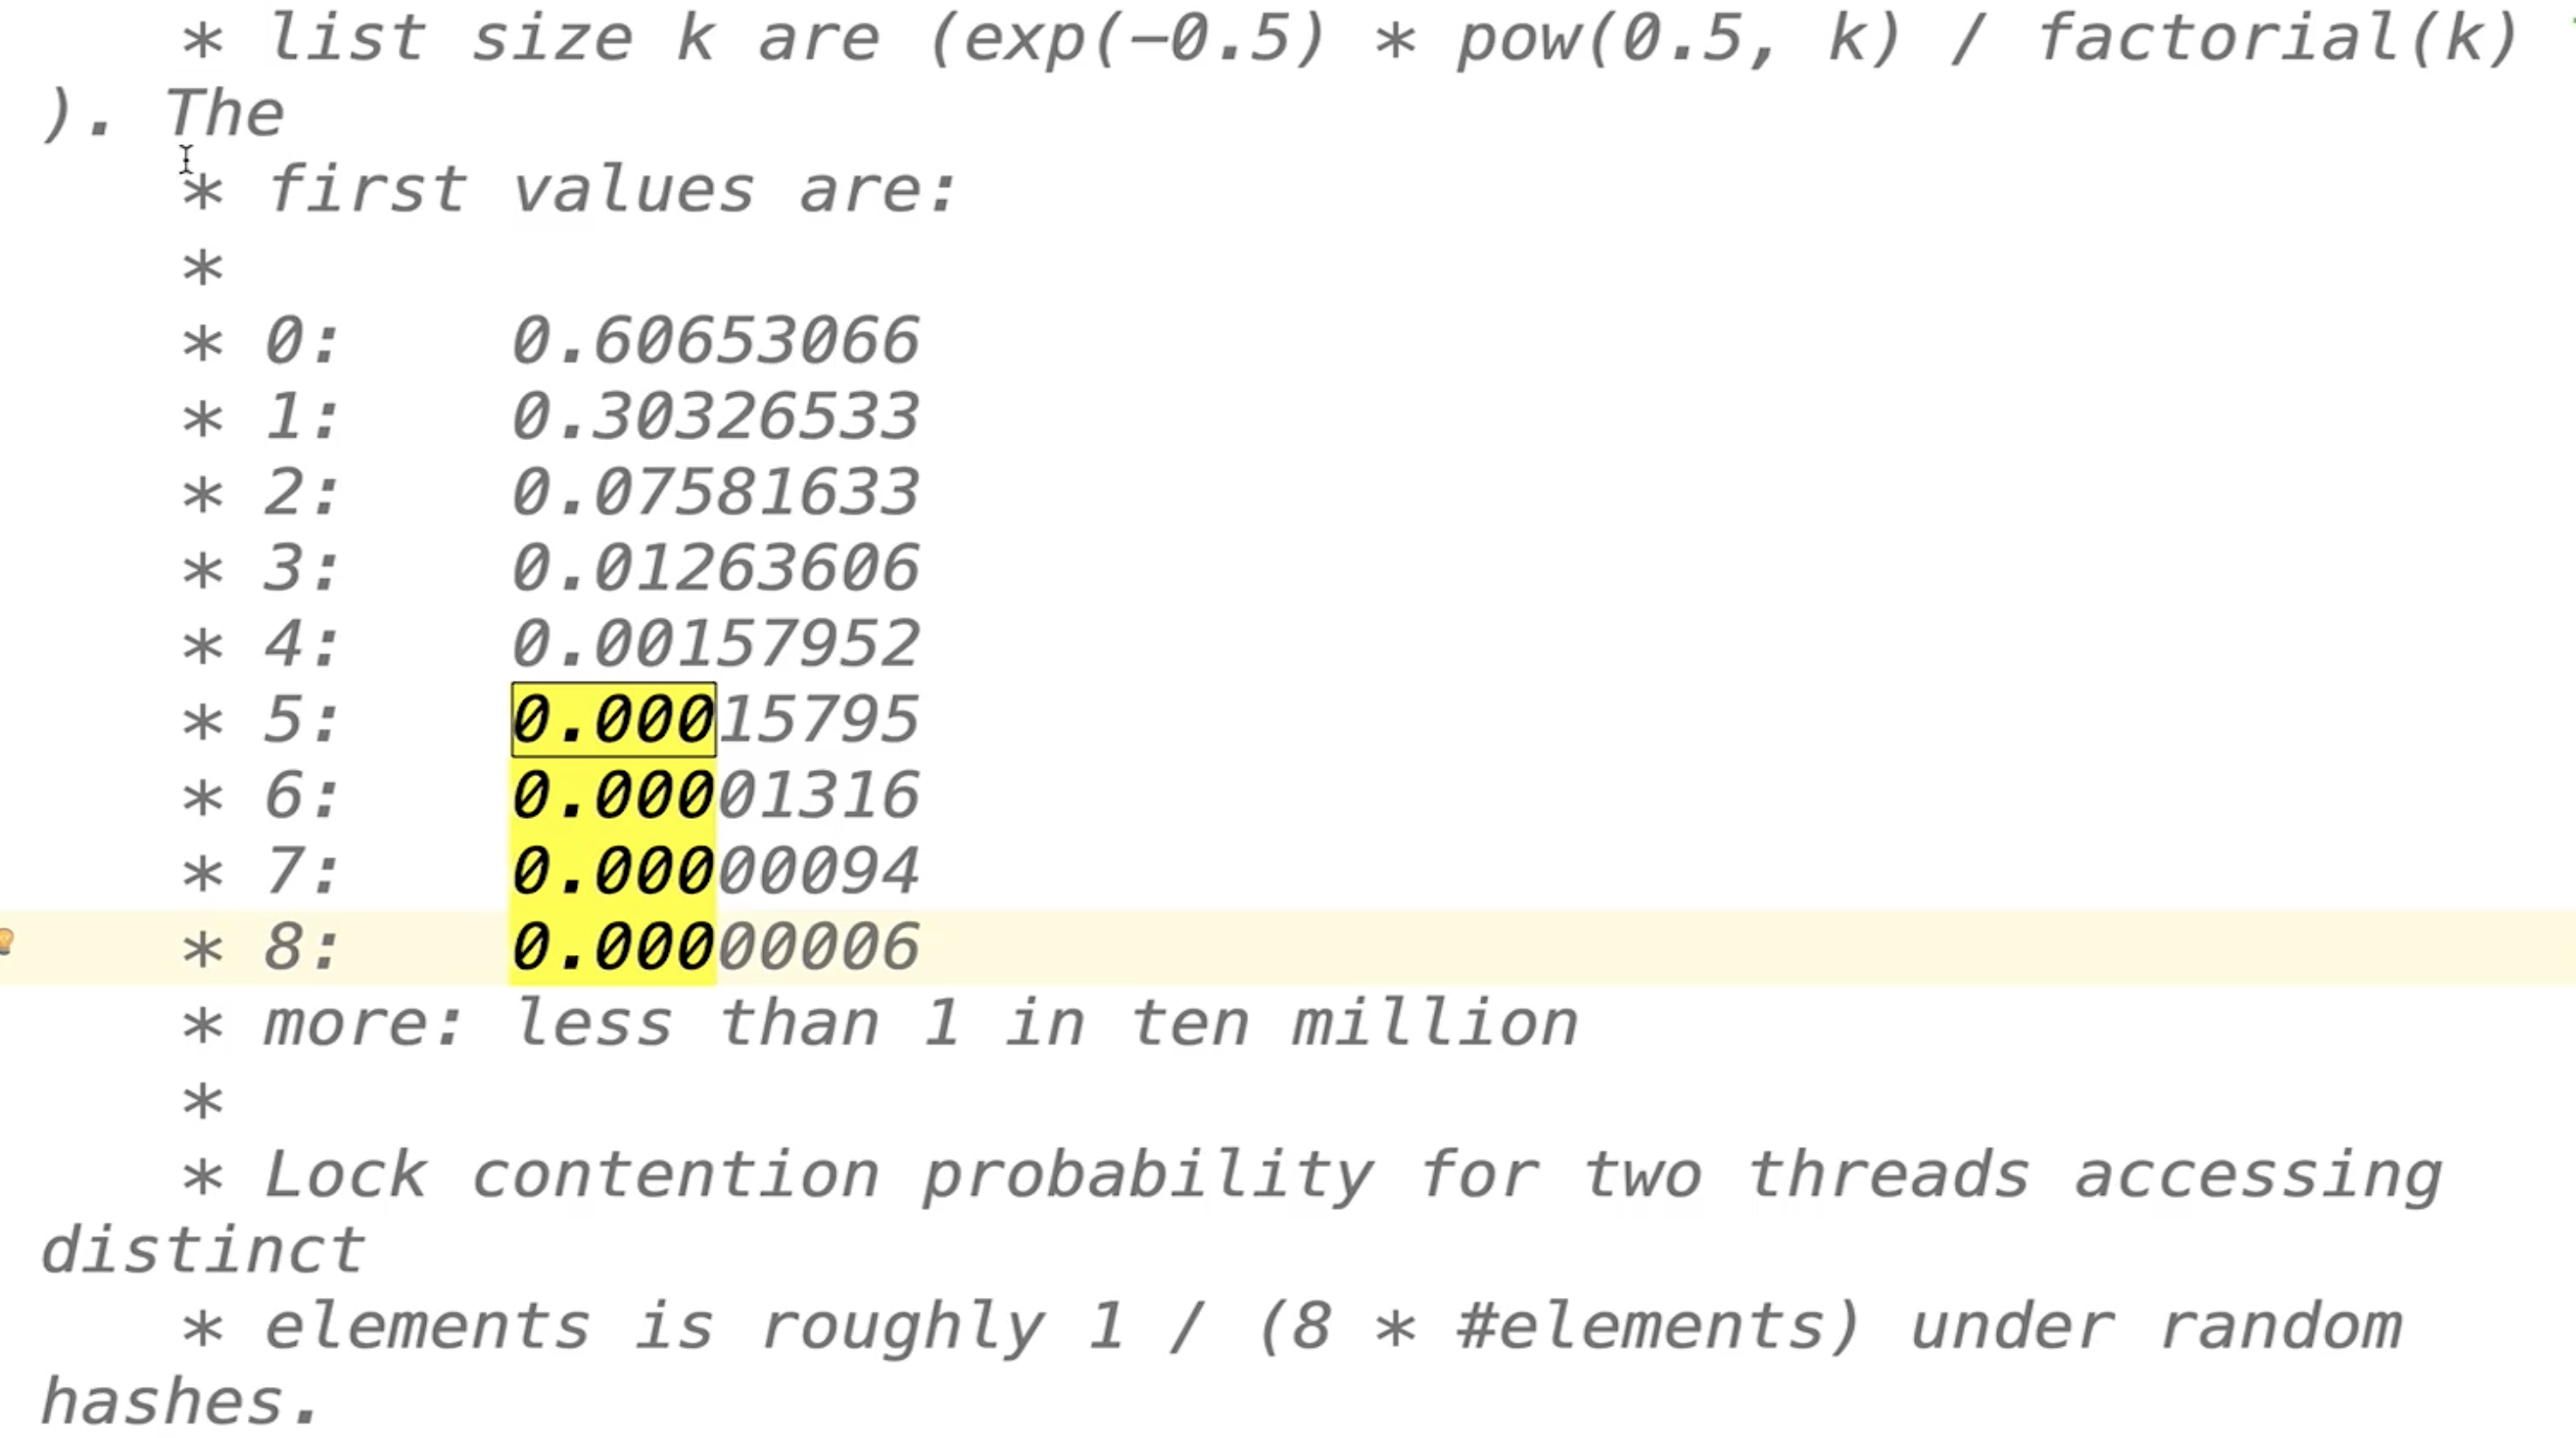 * list size k are (exp(−0.5) * pow(0.5, k) / factorial(k)
). The
* first values are:
*
* 0:    0.60653066
* 1:    0.30326533
* 2:    0.07581633
* 3:    0.01263606
* 4:    0.00157952
* 5:    0.00015795
* 6:    0.00001316
* 7:    0.00000094
* 8:    0.00000006
* more: less than 1 in ten million
*
* Lock contention probability for two threads accessing
distinct
* elements is roughly 1 / (8 * #elements) under random
hashes.